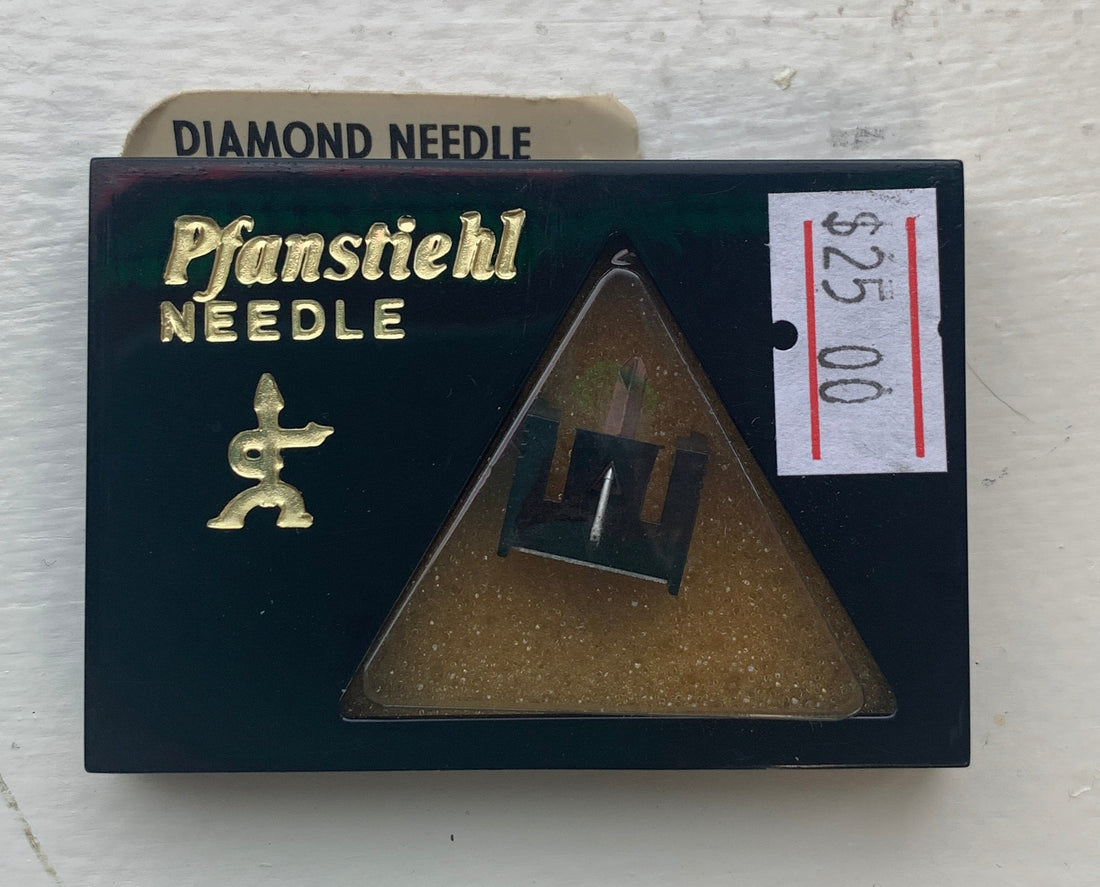 DIAMOND NEEDLE
Pfanstiehl
NEEDLE
$25 00